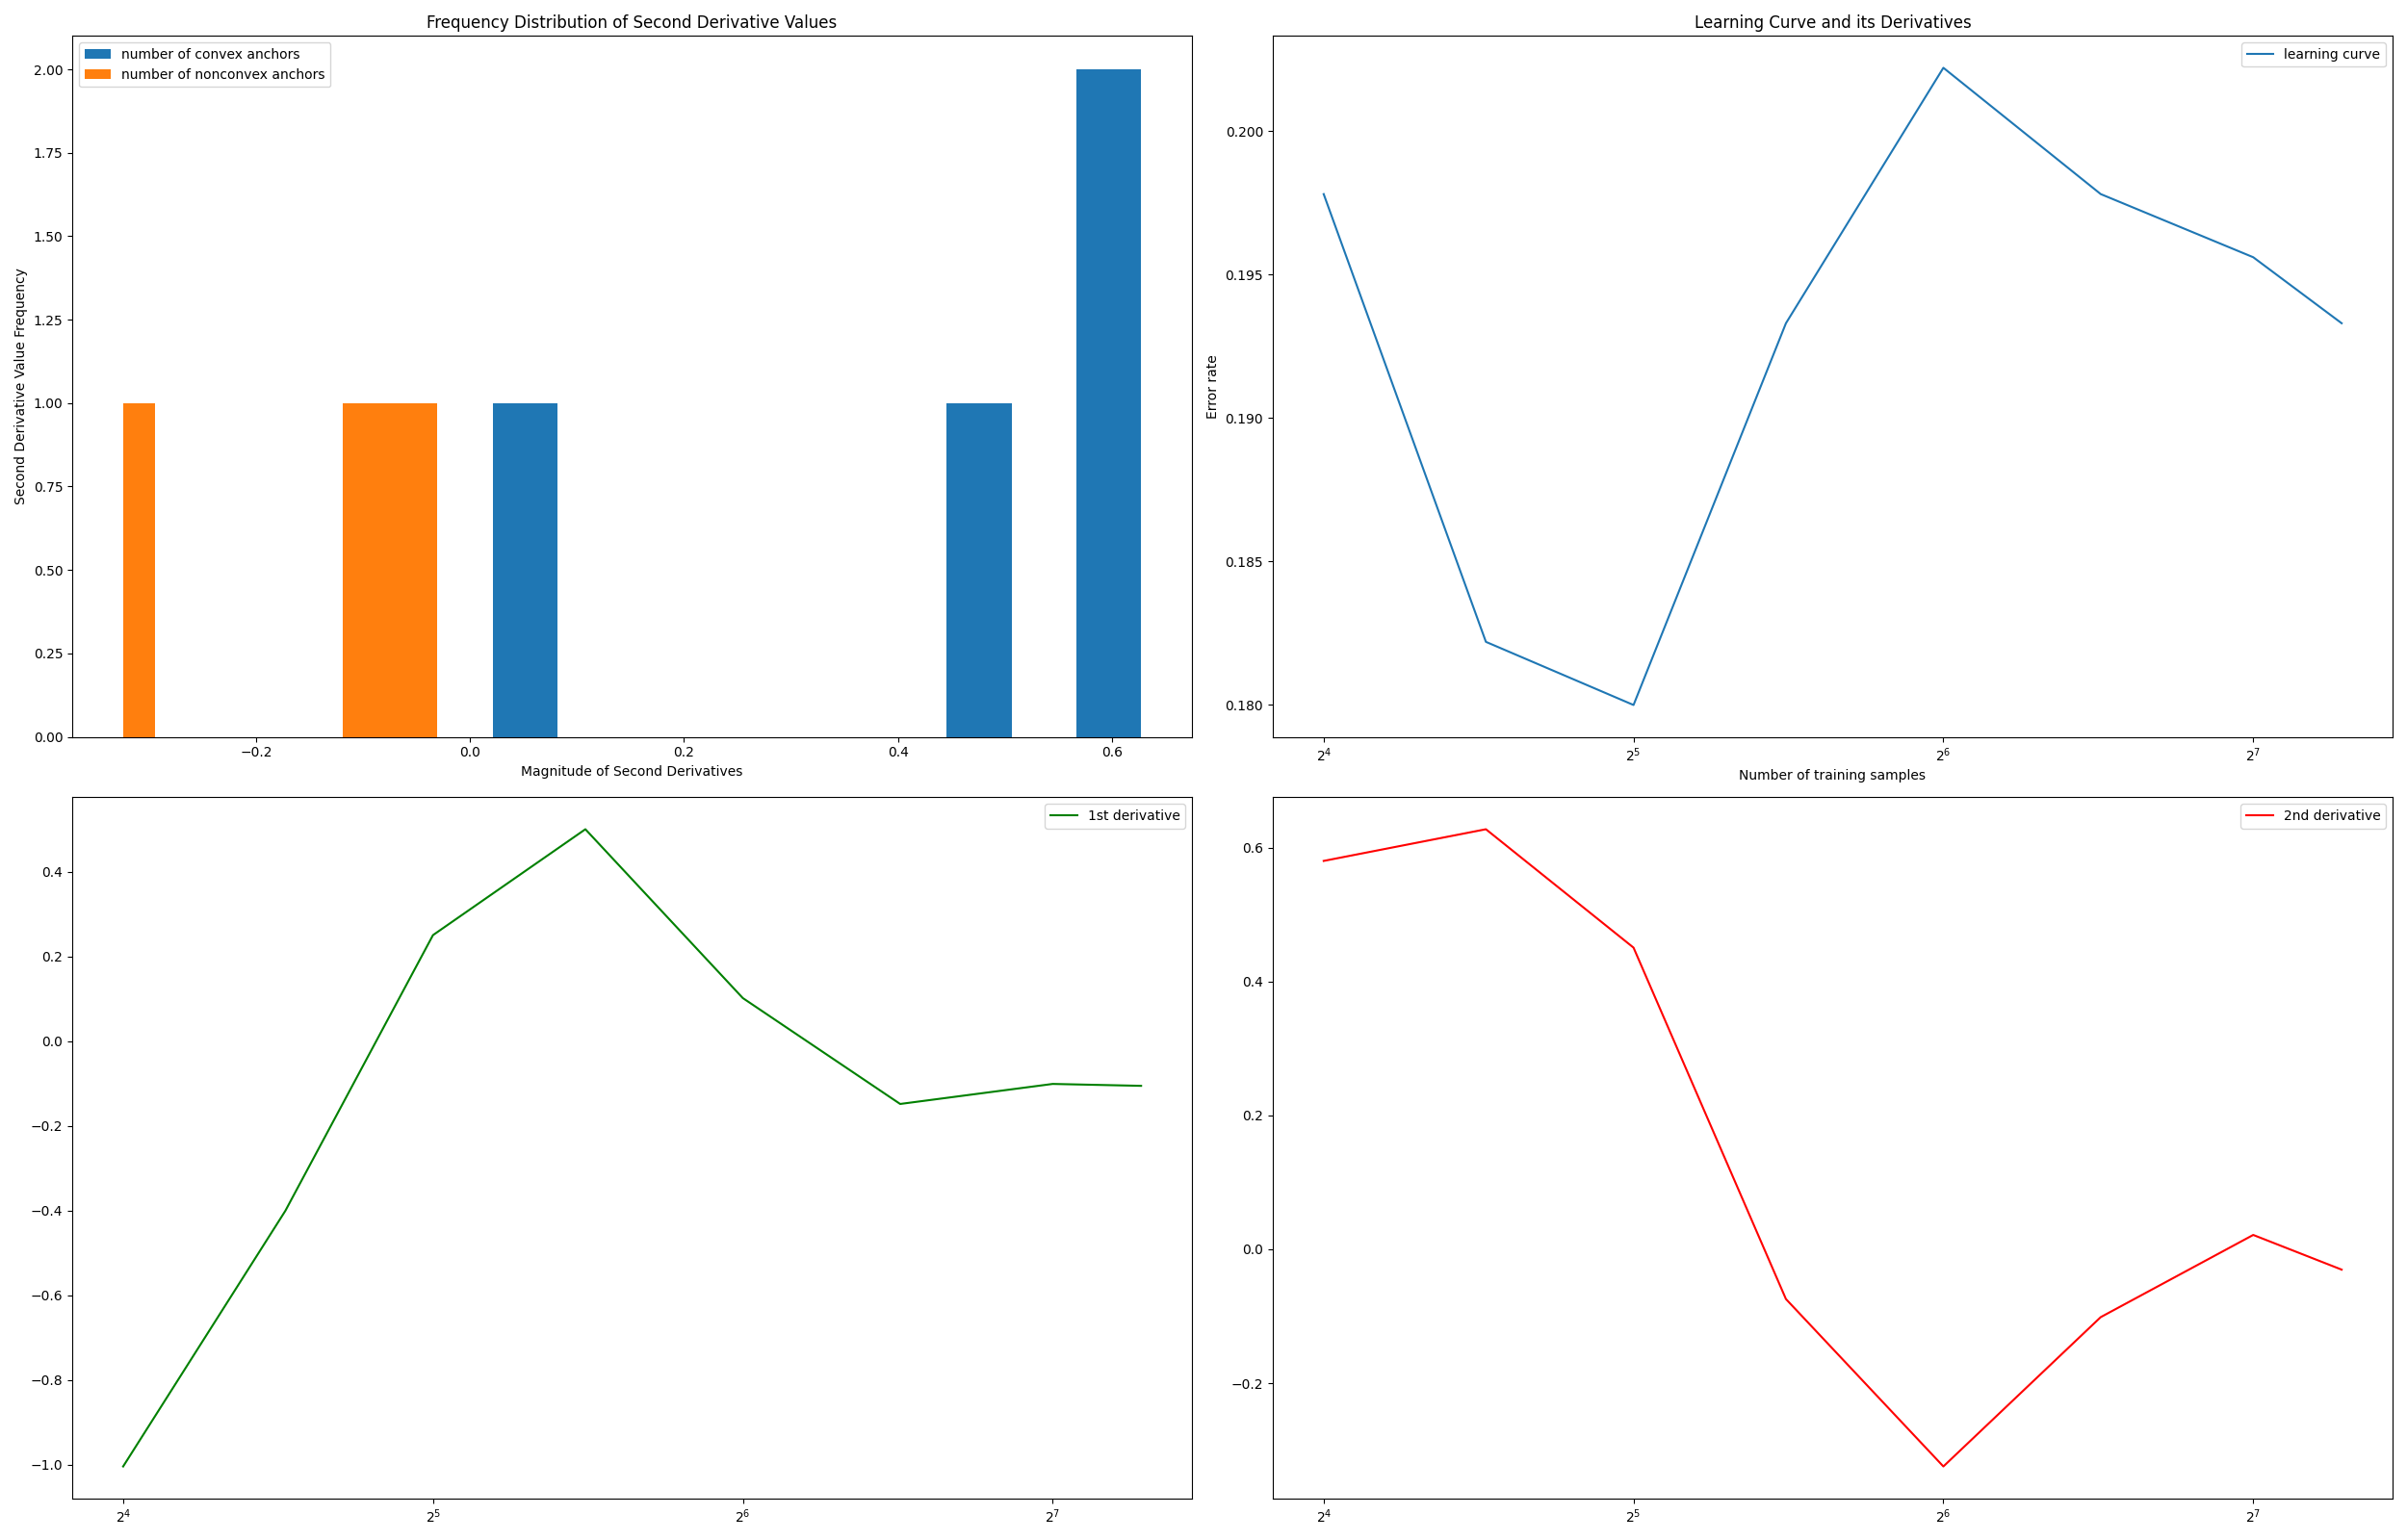 Frequency Distribution of Second Derivative Values
number of convex anchors
number of nonconvex anchors
2.00
1.75
1.50
1.25
1.00
0.75
0.50
0.25
0.00
Second Derivative Value Frequency
−0.2 0.0 0.2 0.4 0.6
Magnitude of Second Derivatives
Learning Curve and its Derivatives
learning curve
0.200
0.195
0.190
0.185
0.180
Error rate
2⁴ 2⁵ 2⁶ 2⁷
Number of training samples
1st derivative
0.4
0.2
0.0
−0.2
−0.4
−0.6
−0.8
−1.0
2⁴ 2⁵ 2⁶ 2⁷
2nd derivative
0.6
0.4
0.2
0.0
−0.2
2⁴ 2⁵ 2⁶ 2⁷